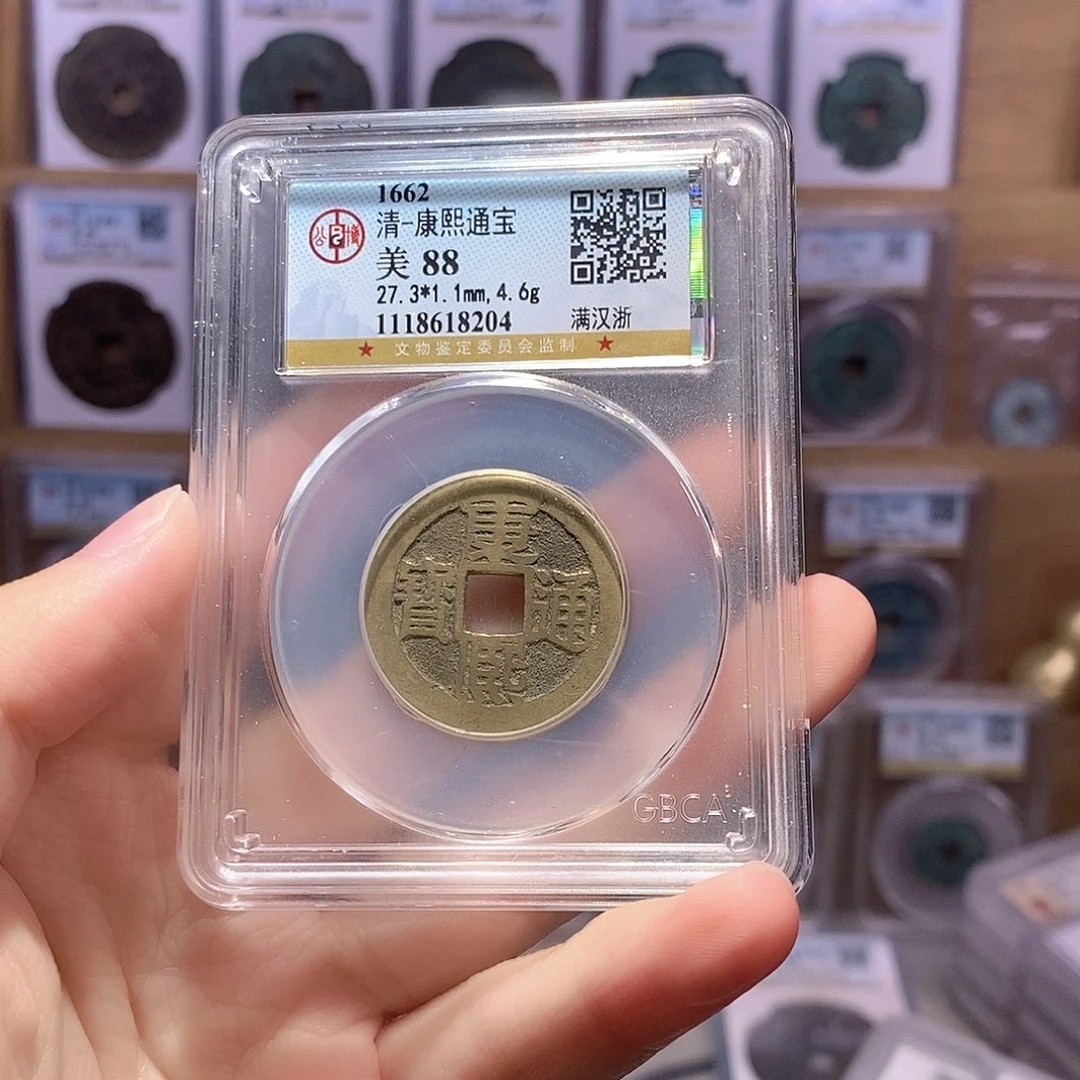 1662
清-康熙通宝
美 88
27.3*1.1mm,4.6g
1118618204 满汉浙
★ 文物鉴定委员会监制 ★
康熙通寶
GBCA